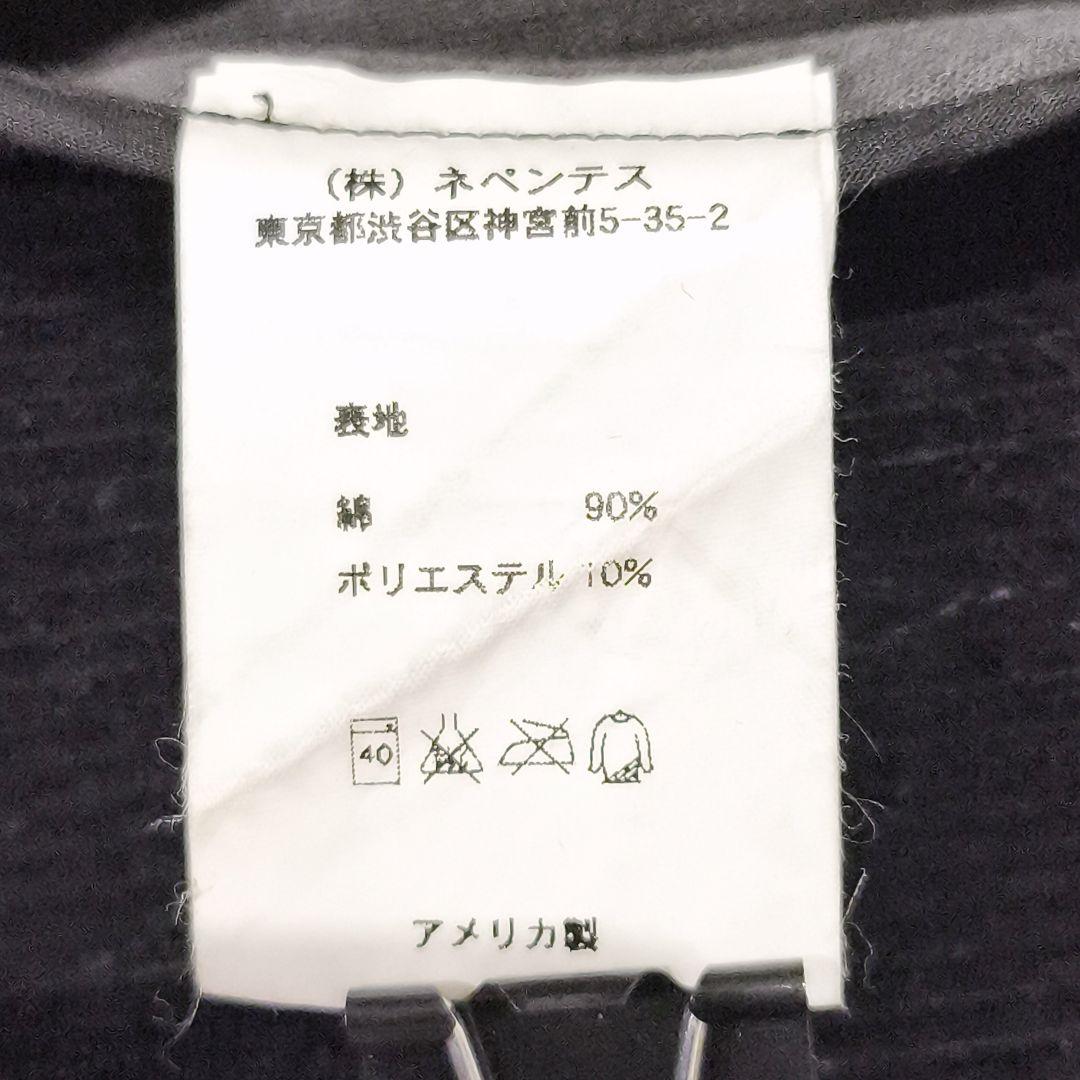 （株）ネペンテス
東京都渋谷区神宮前5-35-2
表地
綿 90%
ポリエステル 10%
40
アメリカ製